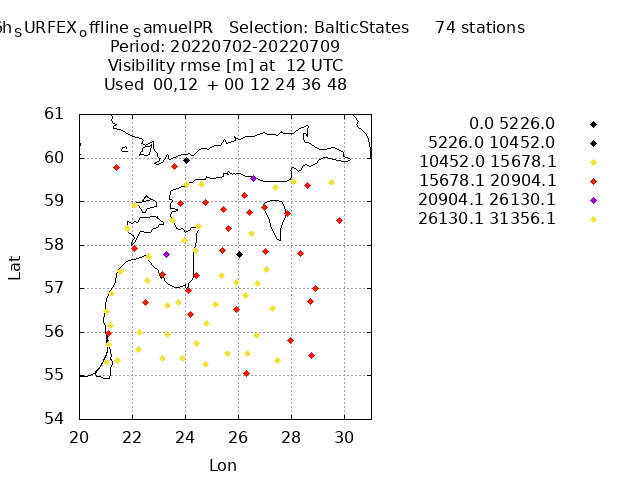 6h SURFEXoffline SamuelPR Selection: BalticStates 74 stations
Period: 20220702-20220709
Visibility rmse [m] at 12 UTC
Used 00,12 + 00 12 24 36 48
0.0 5226.0
5226.0 10452.0
10452.0 15678.1
15678.1 20904.1
20904.1 26130.1
26130.1 31356.1
61
60
59
58
57
56
55
54
Lat
20 22 24 26 28 30
Lon